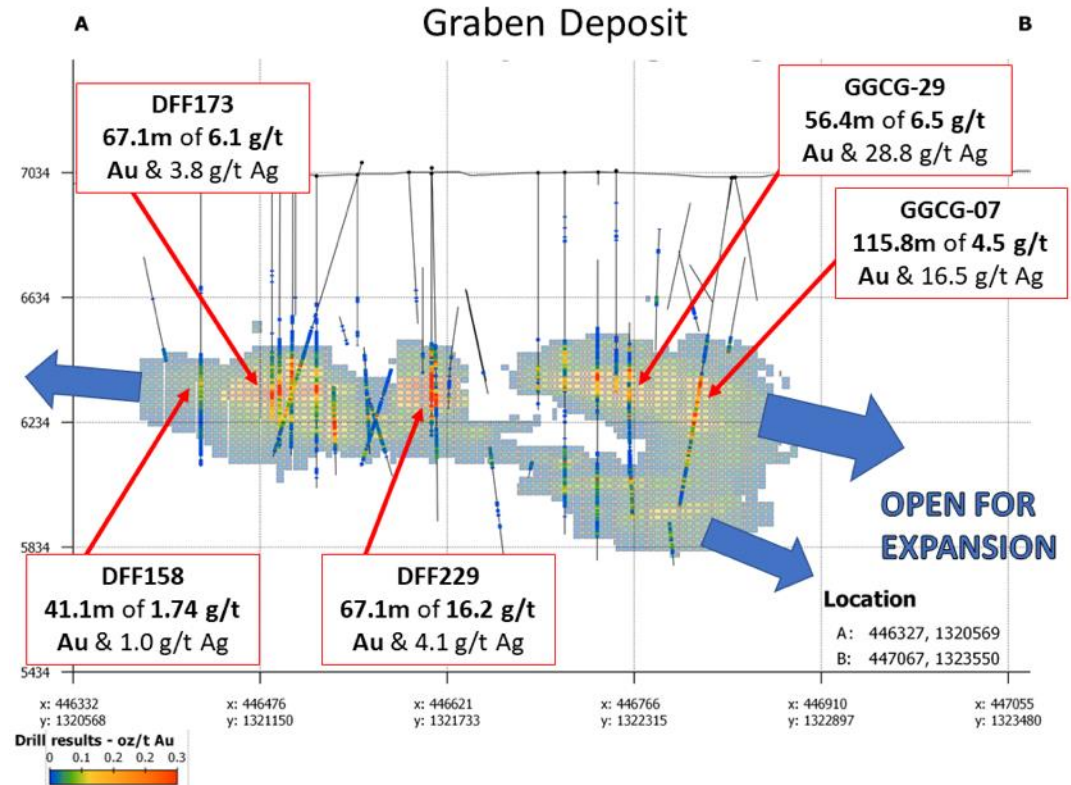 Graben Deposit
A
B
DFF173
67.1m of 6.1 g/t
Au & 3.8 g/t Ag
GGCG-29
56.4m of 6.5 g/t
Au & 28.8 g/t Ag
GGCG-07
115.8m of 4.5 g/t
Au & 16.5 g/t Ag
7034
6634
6234
5834
5434
OPEN FOR
EXPANSION
DFF158
41.1m of 1.74 g/t
Au & 1.0 g/t Ag
DFF229
67.1m of 16.2 g/t
Au & 4.1 g/t Ag
Location
A: 446327, 1320569
B: 447067, 1323550
x: 446332
y: 1320568
x: 446476
y: 1321150
x: 446621
y: 1321733
x: 446766
y: 1322315
x: 446910
y: 1322897
x: 447055
y: 1323480
Drill results - oz/t Au
0 0.1 0.2 0.2 0.3